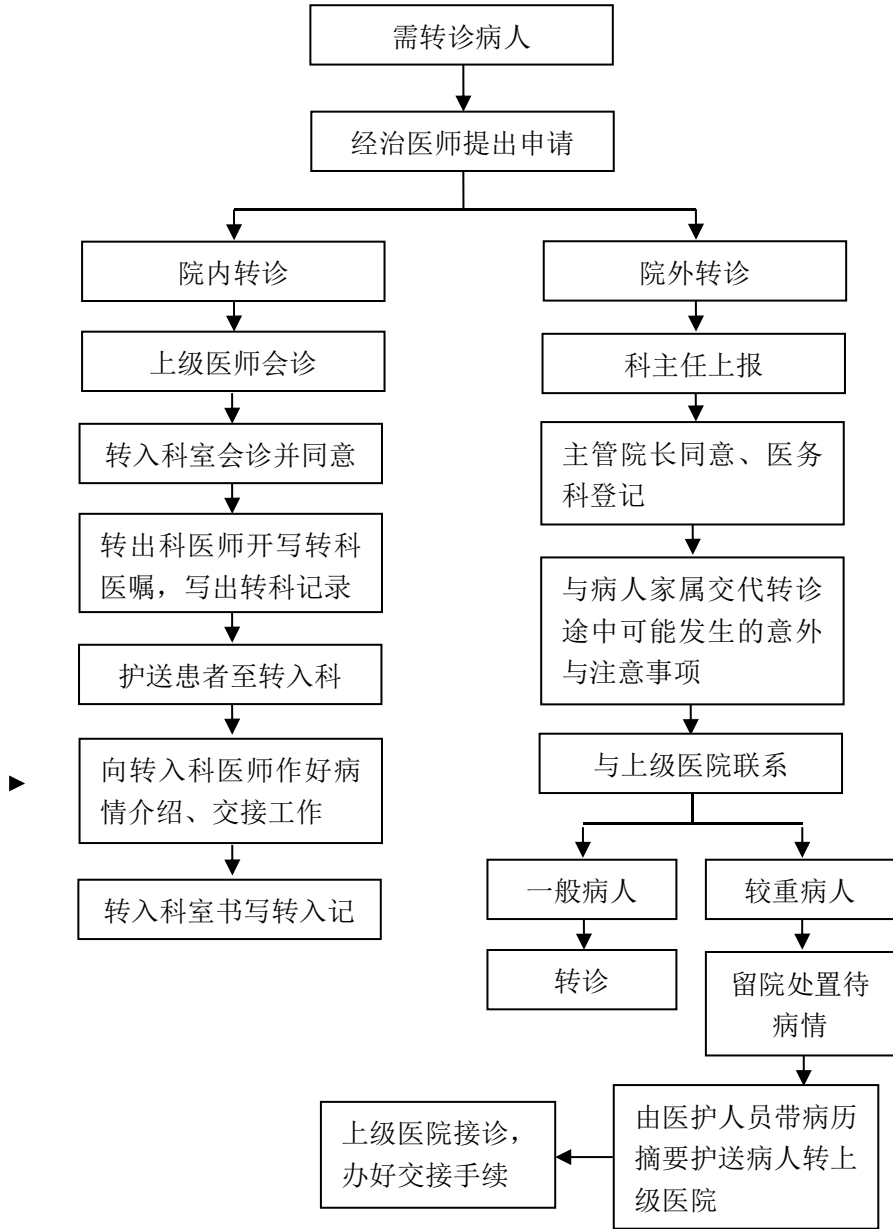 需转诊病人
经治医师提出申请
院内转诊
上级医师会诊
转入科室会诊并同意
转出科医师开写转科
医嘱，写出转科记录
护送患者至转入科
向转入科医师作好病
情介绍、交接工作
转入科室书写转入记
院外转诊
科主任上报
主管院长同意、医务
科登记
与病人家属交代转诊
途中可能发生的意外
与注意事项
与上级医院联系
一般病人
转诊
较重病人
留院处置待
病情
由医护人员带病历
摘要护送病人转上
级医院
上级医院接诊，
办好交接手续